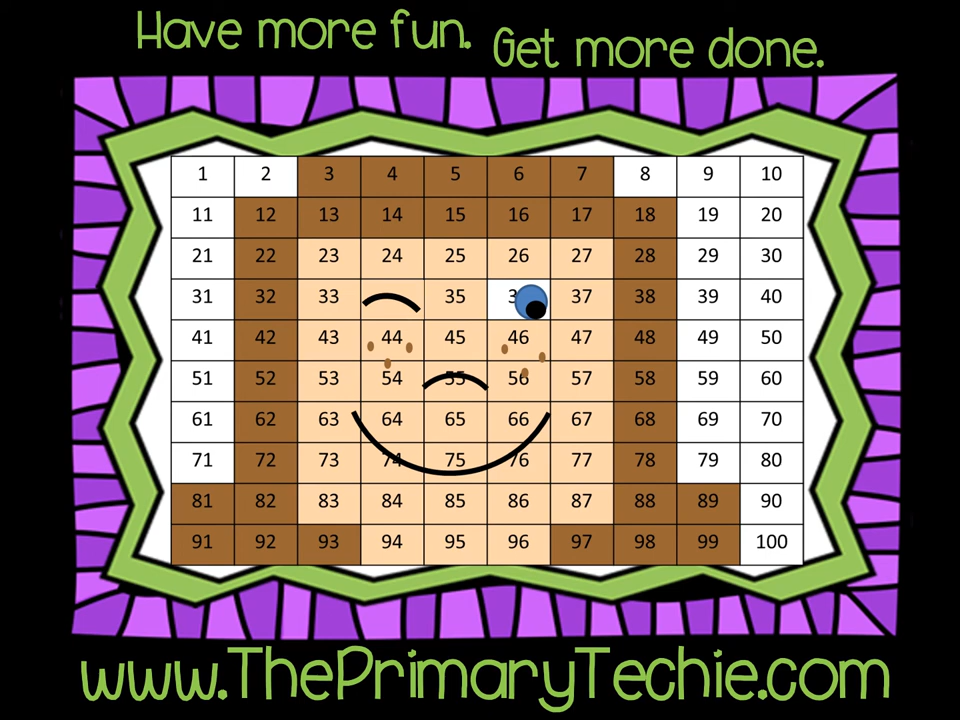 Have more fun. Get more done.
1 2 3 4 5 6 7 8 9 10
11 12 13 14 15 16 17 18 19 20
21 22 23 24 25 26 27 28 29 30
31 32 33 35 37 38 39 40
41 42 43 44 45 46 47 48 49 50
51 52 53 54 55 56 57 58 59 60
61 62 63 64 65 66 67 68 69 70
71 72 73 74 75 76 77 78 79 80
81 82 83 84 85 86 87 88 89 90
91 92 93 94 95 96 97 98 99 100
www.ThePrimaryTechie.com